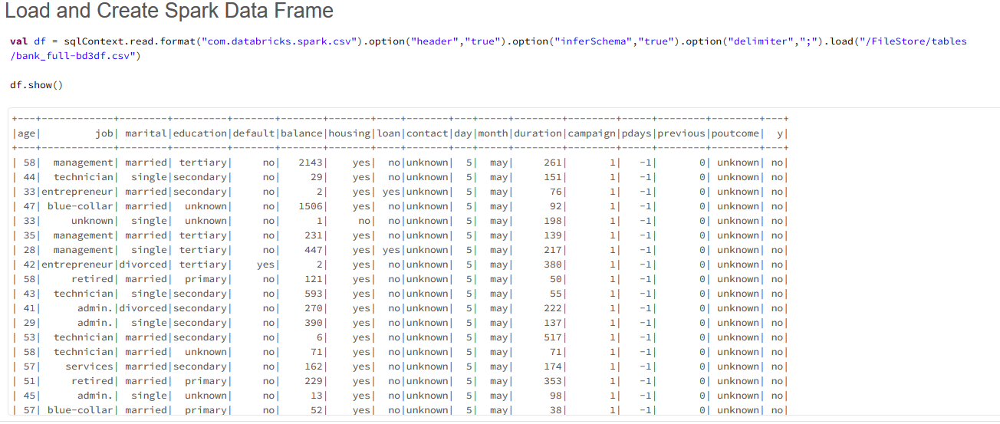 Load and Create Spark Data Frame
val df = sqlContext.read.format("com.databricks.spark.csv").option("header","true").option("inferSchema","true").option("delimiter",";").load("/FileStore/tables
/bank_full-bd3df.csv")
df.show()
+---+------------+--------+---------+-------+-------+-------+----+-------+---+-----+--------+--------+-----+--------+--------+---+
|age|         job| marital|education|default|balance|housing|loan|contact|day|month|duration|campaign|pdays|previous|poutcome|  y|
+---+------------+--------+---------+-------+-------+-------+----+-------+---+-----+--------+--------+-----+--------+--------+---+
| 58|  management| married| tertiary|     no|   2143|    yes|  no|unknown|  5|  may|     261|       1|   -1|       0| unknown| no|
| 44|  technician|  single|secondary|     no|     29|    yes|  no|unknown|  5|  may|     151|       1|   -1|       0| unknown| no|
| 33|entrepreneur| married|secondary|     no|      2|    yes| yes|unknown|  5|  may|      76|       1|   -1|       0| unknown| no|
| 47| blue-collar| married|  unknown|     no|   1506|    yes|  no|unknown|  5|  may|      92|       1|   -1|       0| unknown| no|
| 33|     unknown|  single|  unknown|     no|      1|     no|  no|unknown|  5|  may|     198|       1|   -1|       0| unknown| no|
| 35|  management| married| tertiary|     no|    231|    yes|  no|unknown|  5|  may|     139|       1|   -1|       0| unknown| no|
| 28|  management|  single| tertiary|     no|    447|    yes| yes|unknown|  5|  may|     217|       1|   -1|       0| unknown| no|
| 42|entrepreneur|divorced| tertiary|    yes|      2|    yes|  no|unknown|  5|  may|     380|       1|   -1|       0| unknown| no|
| 58|     retired| married|  primary|     no|    121|    yes|  no|unknown|  5|  may|      50|       1|   -1|       0| unknown| no|
| 43|  technician|  single|secondary|     no|    593|    yes|  no|unknown|  5|  may|      55|       1|   -1|       0| unknown| no|
| 41|      admin.|divorced|secondary|     no|    270|    yes|  no|unknown|  5|  may|     222|       1|   -1|       0| unknown| no|
| 29|      admin.|  single|secondary|     no|    390|    yes|  no|unknown|  5|  may|     137|       1|   -1|       0| unknown| no|
| 53|  technician| married|secondary|     no|      6|    yes|  no|unknown|  5|  may|     517|       1|   -1|       0| unknown| no|
| 58|  technician| married|  unknown|     no|     71|    yes|  no|unknown|  5|  may|      71|       1|   -1|       0| unknown| no|
| 57|    services| married|secondary|     no|    162|    yes|  no|unknown|  5|  may|     174|       1|   -1|       0| unknown| no|
| 51|     retired| married|  primary|     no|    229|    yes|  no|unknown|  5|  may|     353|       1|   -1|       0| unknown| no|
| 45|      admin.|  single|  unknown|     no|     13|    yes|  no|unknown|  5|  may|      98|       1|   -1|       0| unknown| no|
| 57| blue-collar| married|  primary|     no|     52|    yes|  no|unknown|  5|  may|      38|       1|   -1|       0| unknown| no|